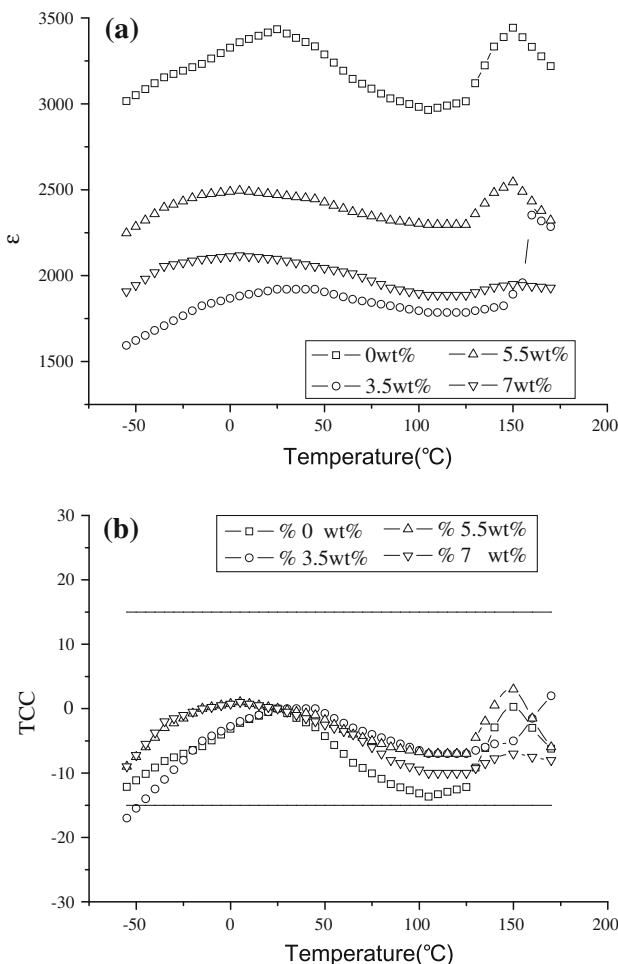 (a)
3500
3000
2500
2000
1500
ε
0wt%
5.5wt%
3.5wt%
7wt%
-50
0
50
100
150
200
Temperature(°C)
(b)
30
20
10
0
-10
-20
-30
TCC
% 0 wt%
% 5.5wt%
% 3.5wt%
% 7 wt%
-50
0
50
100
150
200
Temperature(°C)